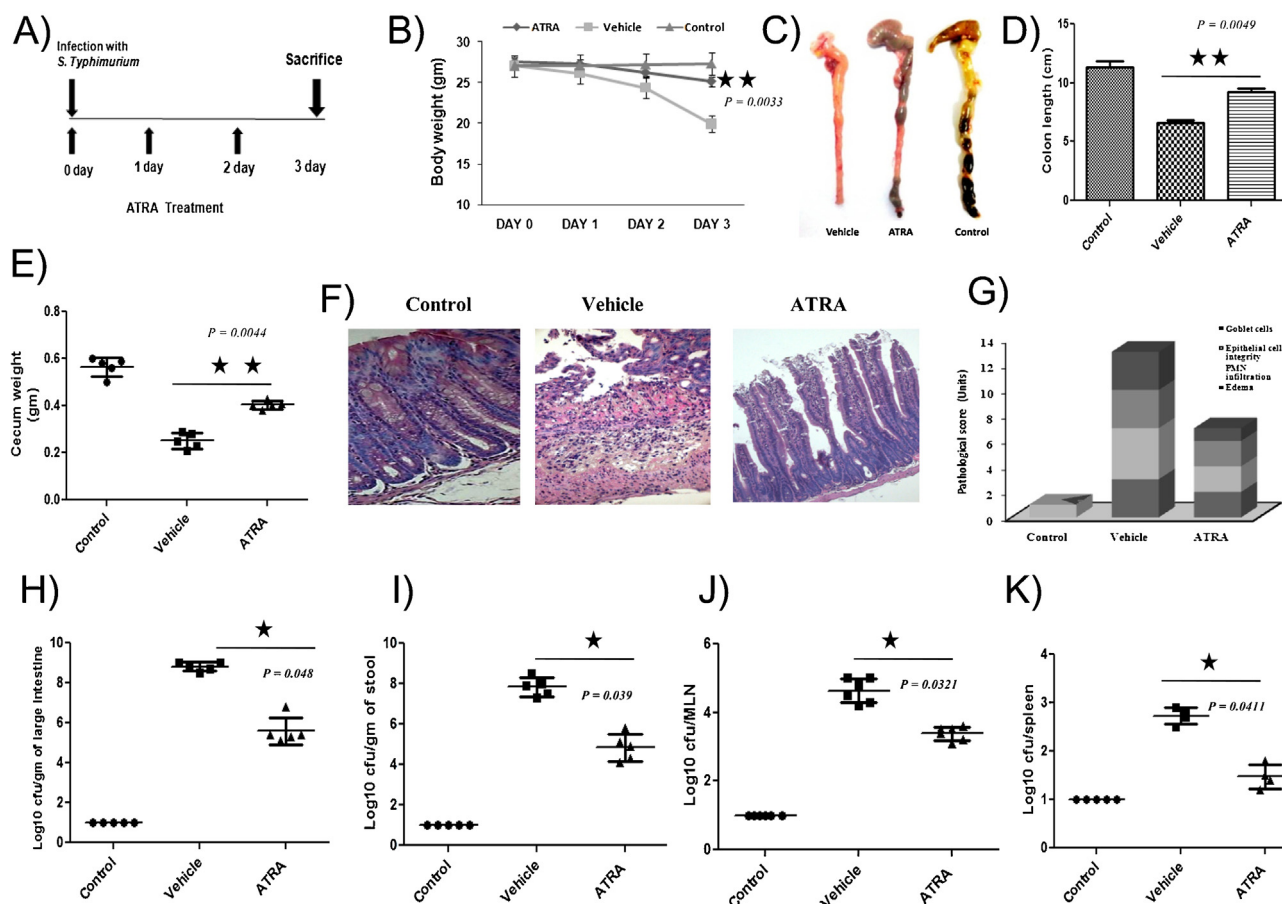 A)
Infection with
S. Typhimurium
Sacrifice
0 day
1 day
2 day
3 day
ATRA Treatment
B)
ATRA
Vehicle
Control
Body weight (gm)
30
25
20
15
10
DAY 0
DAY 1
DAY 2
DAY 3
P = 0.0033
C)
Vehicle
ATRA
Control
D)
P = 0.0049
Colon length (cm)
15
10
5
0
Control
Vehicle
ATRA
E)
Cecum weight
(gm)
0.8
0.6
0.4
0.2
0.0
P = 0.0044
Control
Vehicle
ATRA
F)
Control
Vehicle
ATRA
G)
Goblet cells
Epithelial cell
integrity
PMN
infiltration
Edema
Pathological score (Units)
14
12
10
8
6
4
2
0
Control
Vehicle
ATRA
H)
Log10 cfu/gm of large Intestine
10
8
6
4
2
0
P = 0.048
Control
Vehicle
ATRA
I)
Log10 cfu/gm of stool
10
8
6
4
2
0
P = 0.039
Control
Vehicle
ATRA
J)
Log10 cfu/MLN
6
4
2
0
P = 0.0321
Control
Vehicle
ATRA
K)
Log10 cfu/spleen
4
3
2
1
0
P = 0.0411
Control
Vehicle
ATRA